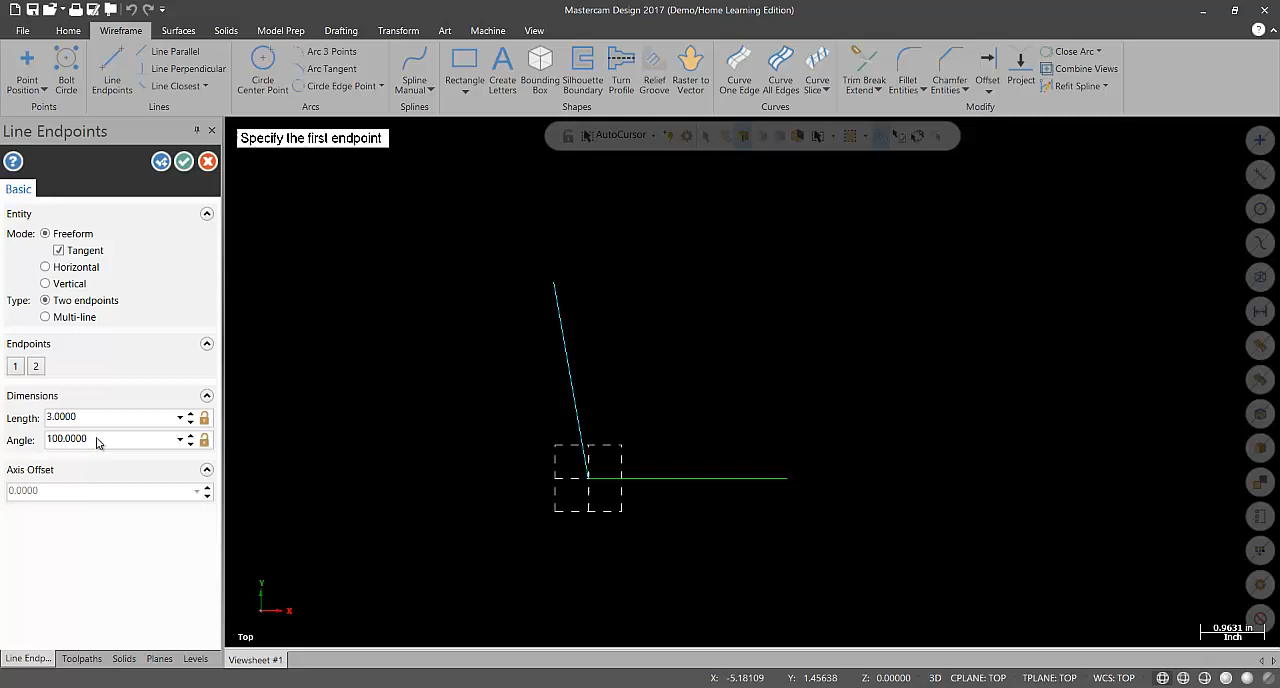 Mastercam Design 2017 (Demo/Home Learning Edition)
File Home Wireframe Surfaces Solids Model Prep Drafting Transform Art Machine View
Point Position
Bolt Circle
Points
Line Endpoints
Line Parallel
Line Perpendicular
Line Closest
Lines
Circle Center Point
Arc 3 Points
Arc Tangent
Circle Edge Point
Arcs
Spline Manual
Splines
Rectangle
Create Letters
Bounding Box
Silhouette Boundary
Turn Profile
Relief Groove
Raster to Vector
Shapes
Curve One Edge
Curve All Edges
Curve Slice
Curves
Trim Break Extend
Fillet Entities
Chamfer Entities
Offset
Project
Close Arc
Combine Views
Refit Spline
Modify
Line Endpoints
Specify the first endpoint
AutoCursor
Basic
Entity
Mode: Freeform
Tangent
Horizontal
Vertical
Type: Two endpoints
Multi-line
Endpoints
1 2
Dimensions
Length: 3.0000
Angle: 100.0000
Axis Offset
0.0000
Y
X
Top
0.9631 in
Inch
Line Endp... Toolpaths Solids Planes Levels
Viewsheet #1
X: -5.18109 Y: 1.45638 Z: 0.00000 3D CPLANE: TOP TPLANE: TOP WCS: TOP